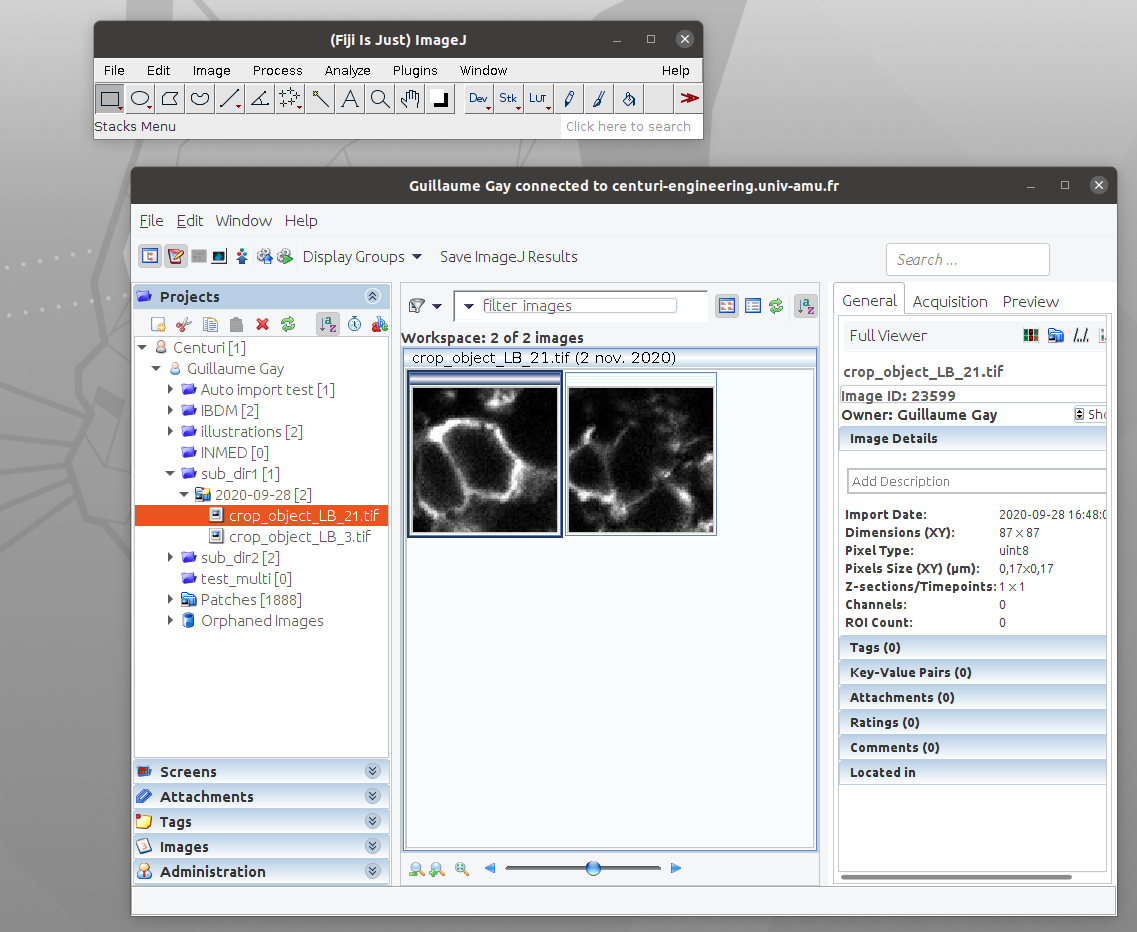 (Fiji Is Just) ImageJ
File Edit Image Process Analyze Plugins Window Help
Dev Stk LUT
Stacks Menu Click here to search
Guillaume Gay connected to centuri-engineering.univ-amu.fr
File Edit Window Help
Display Groups Save ImageJ Results Search ...
Projects
Centuri [1]
Guillaume Gay
Auto import test [1]
IBDM [2]
illustrations [2]
INMED [0]
sub_dir1 [1]
2020-09-28 [2]
crop_object_LB_21.tif
crop_object_LB_3.tif
sub_dir2 [2]
test_multi [0]
Patches [1888]
Orphaned Images
Screens
Attachments
Tags
Images
Administration
filter images
Workspace: 2 of 2 images
crop_object_LB_21.tif (2 nov. 2020)
General Acquisition Preview
Full Viewer
crop_object_LB_21.tif
Image ID: 23599
Owner: Guillaume Gay Sho
Image Details
Add Description
Import Date: 2020-09-28 16:48:0
Dimensions (XY): 87 x 87
Pixel Type: uint8
Pixels Size (XY) (µm): 0,17x0,17
Z-sections/Timepoints: 1 x 1
Channels: 0
ROI Count: 0
Tags (0)
Key-Value Pairs (0)
Attachments (0)
Ratings (0)
Comments (0)
Located in